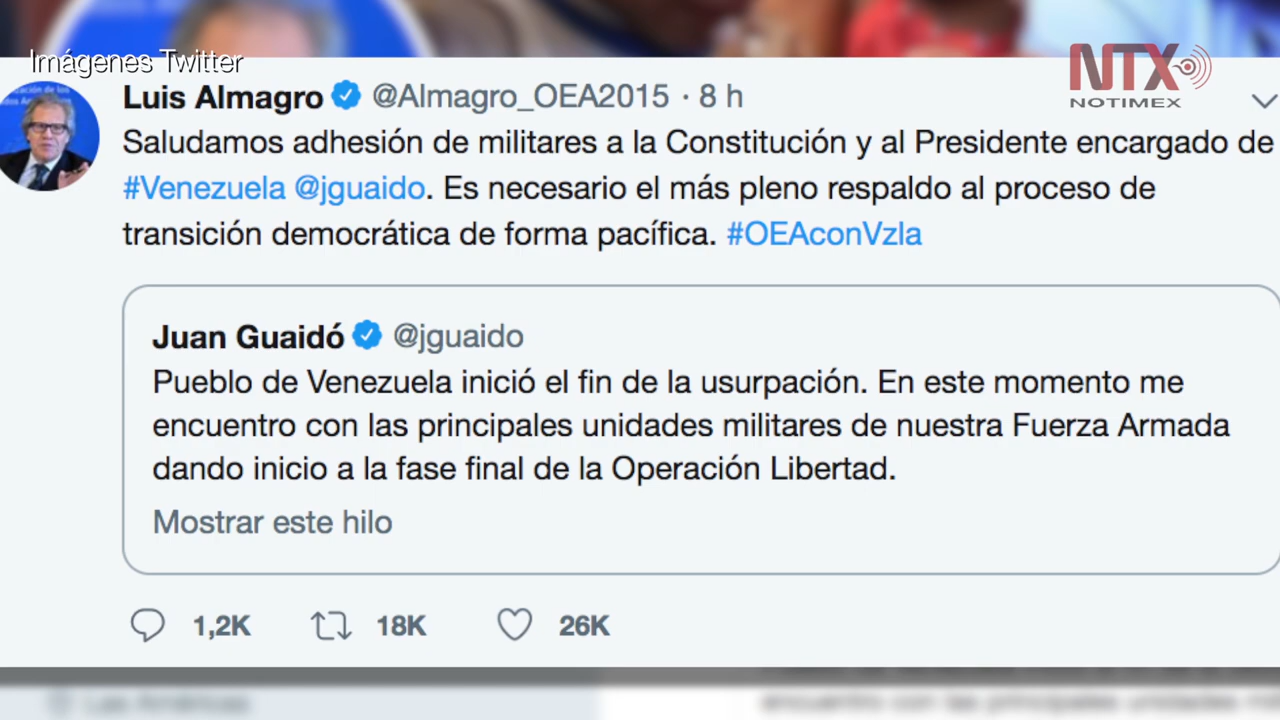 Imágenes Twitter
NTX
NOTIMEX
Luis Almagro @Almagro_OEA2015 · 8 h
Saludamos adhesión de militares a la Constitución y al Presidente encargado de
#Venezuela @jguaido. Es necesario el más pleno respaldo al proceso de
transición democrática de forma pacífica. #OEAconVzla
Juan Guaidó @jguaido
Pueblo de Venezuela inició el fin de la usurpación. En este momento me
encuentro con las principales unidades militares de nuestra Fuerza Armada
dando inicio a la fase final de la Operación Libertad.
Mostrar este hilo
1,2K 18K 26K
Las Américas